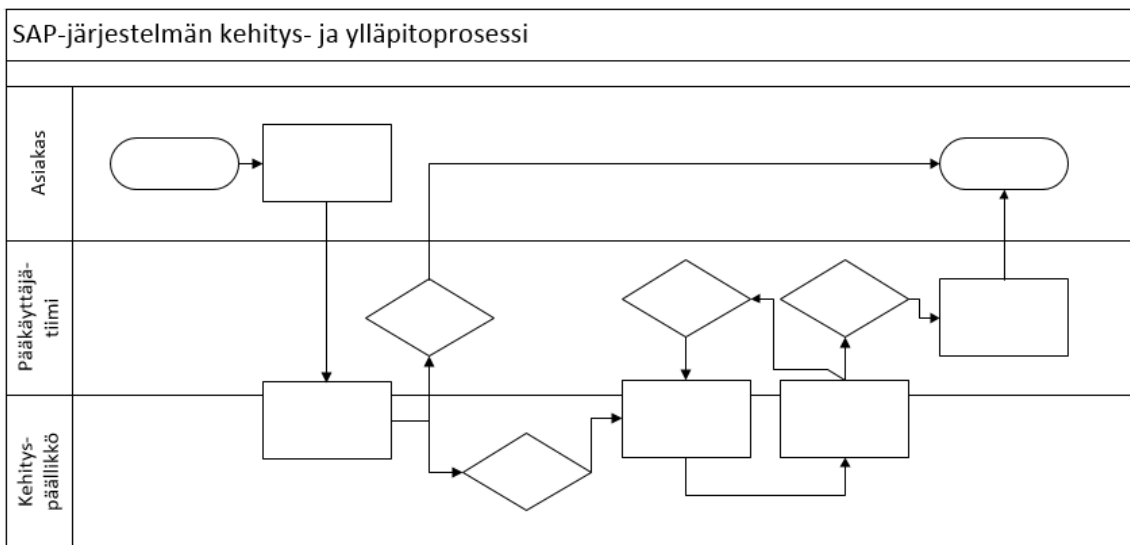 SAP-järjestelmän kehitys- ja ylläpitoprosessi
Asiakas
Pääkäyttäjä-
tiimi
Kehitys-
päällikkö